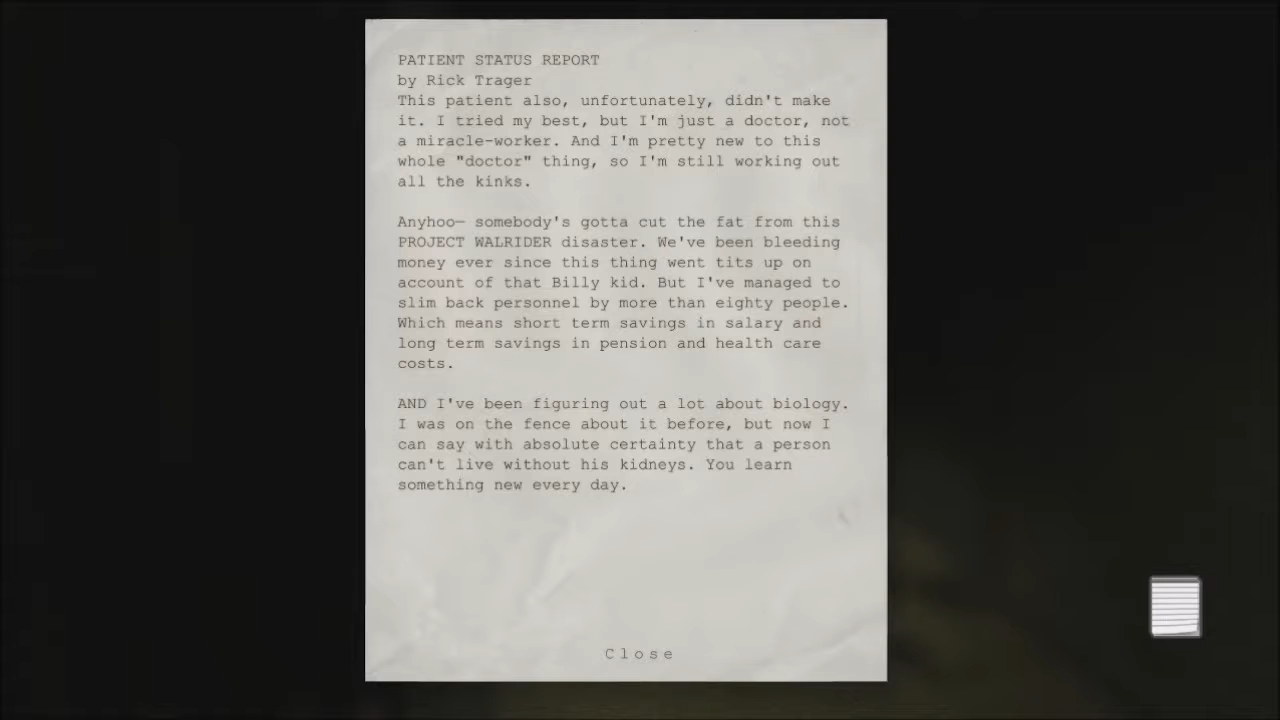 PATIENT STATUS REPORT
by Rick Trager
This patient also, unfortunately, didn't make
it. I tried my best, but I'm just a doctor, not
a miracle-worker. And I'm pretty new to this
whole "doctor" thing, so I'm still working out
all the kinks.
Anyhoo— somebody's gotta cut the fat from this
PROJECT WALRIDER disaster. We've been bleeding
money ever since this thing went tits up on
account of that Billy kid. But I've managed to
slim back personnel by more than eighty people.
Which means short term savings in salary and
long term savings in pension and health care
costs.
AND I've been figuring out a lot about biology.
I was on the fence about it before, but now I
can say with absolute certainty that a person
can't live without his kidneys. You learn
something new every day.
Close